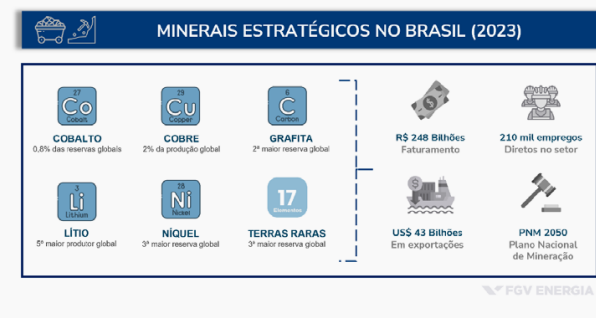 MINERAIS ESTRATÉGICOS NO BRASIL (2023)
27
Co
Cobalt
COBALTO
0,8% das reservas globais
29
Cu
Copper
COBRE
2% da produção global
6
C
Carbon
GRAFITA
2ª maior reserva global
3
Li
Lithium
LÍTIO
5º maior produtor global
28
Ni
Nickel
NÍQUEL
3ª maior reserva global
17
Elementos
TERRAS RARAS
3ª maior reserva global
R$ 248 Bilhões
Faturamento
210 mil empregos
Diretos no setor
US$ 43 Bilhões
Em exportações
PNM 2050
Plano Nacional
de Mineração
FGV ENERGIA